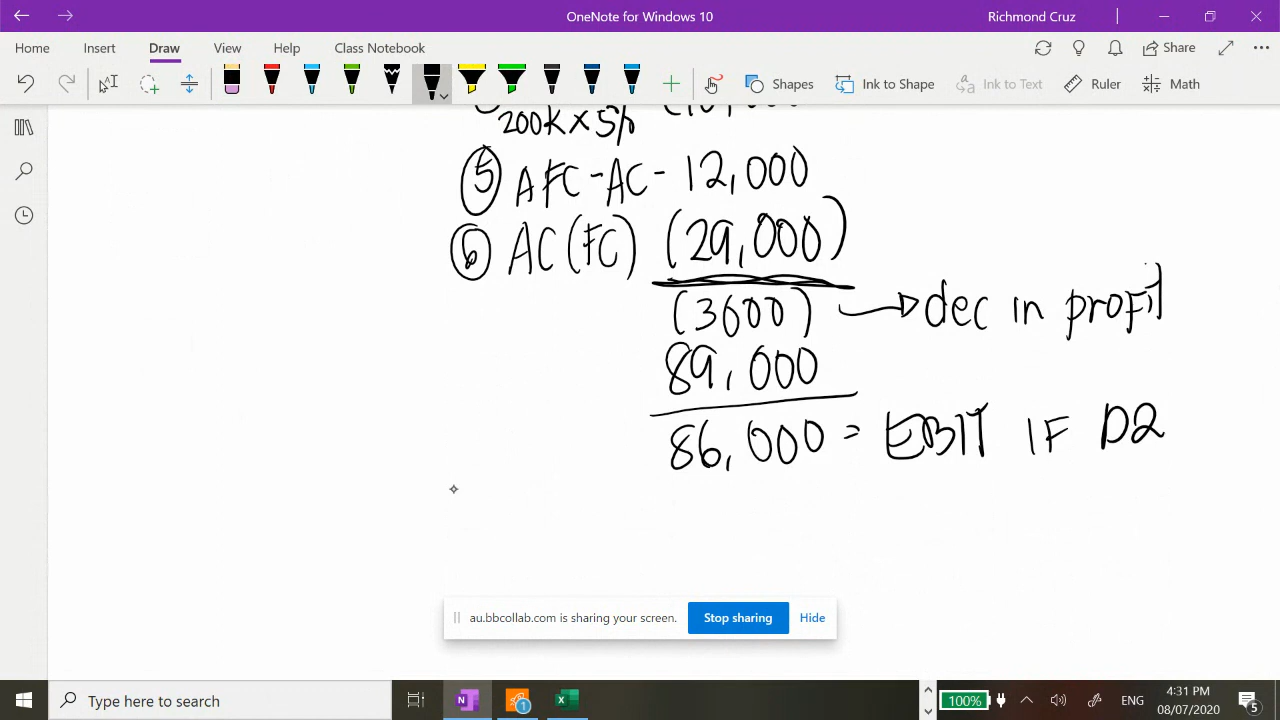 OneNote for Windows 10
Richmond Cruz
Home Insert Draw View Help Class Notebook Share
Shapes Ink to Shape Ink to Text Ruler Math
200K x 5%
5 AFC - AC - 12,000
6 AC (FC) (29,000)
(3000) → dec in profit
89,000
86,000 = EBIT IF D2
au.bbcollab.com is sharing your screen. Stop sharing Hide
Type here to search
1
100% ENG 4:31 PM
08/07/2020 5